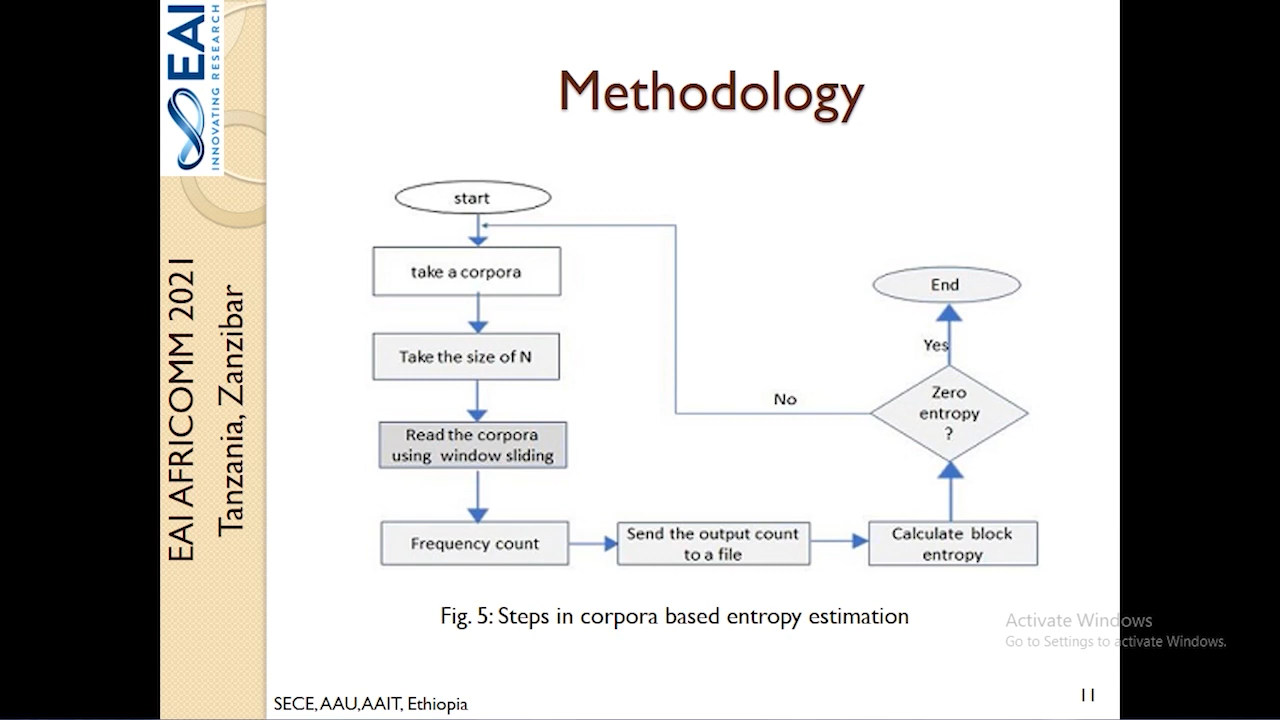 EAI
INNOVATING RESEARCH
EAI AFRICOMM 2021
Tanzania, Zanzibar
Methodology
start
take a corpora
Take the size of N
Read the corpora
using window sliding
Frequency count
Send the output count
to a file
Calculate block
entropy
Zero
entropy
?
No
Yes
End
Fig. 5: Steps in corpora based entropy estimation
Activate Windows
Go to Settings to activate Windows.
SECE,AAU,AAIT, Ethiopia
11